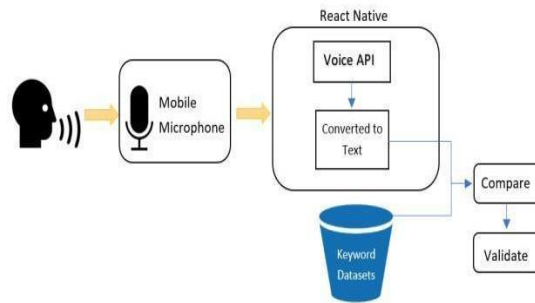 React Native
Voice API
Mobile
Microphone
Converted to
Text
Compare
Keyword
Datasets
Validate